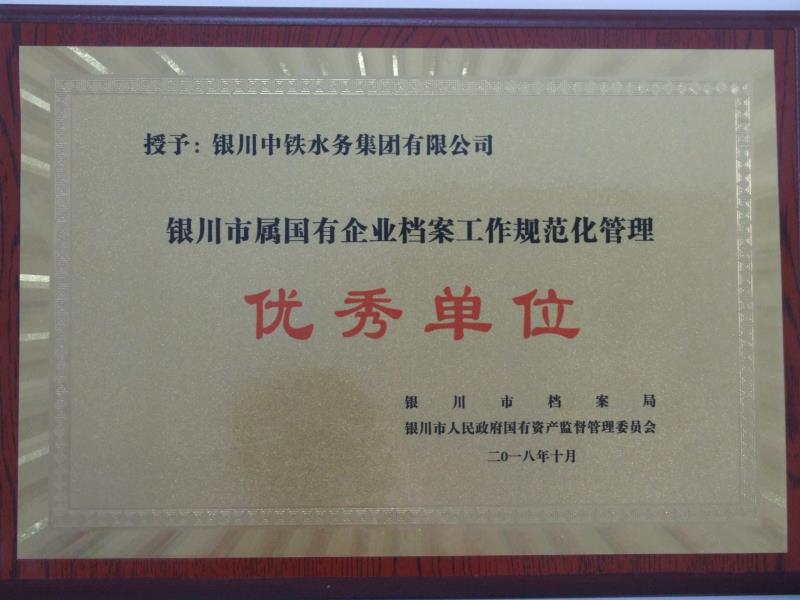 授予：银川中铁水务集团有限公司
银川市属国有企业档案工作规范化管理
优秀单位
银川市档案局
银川市人民政府国有资产监督管理委员会
二0一八年十月